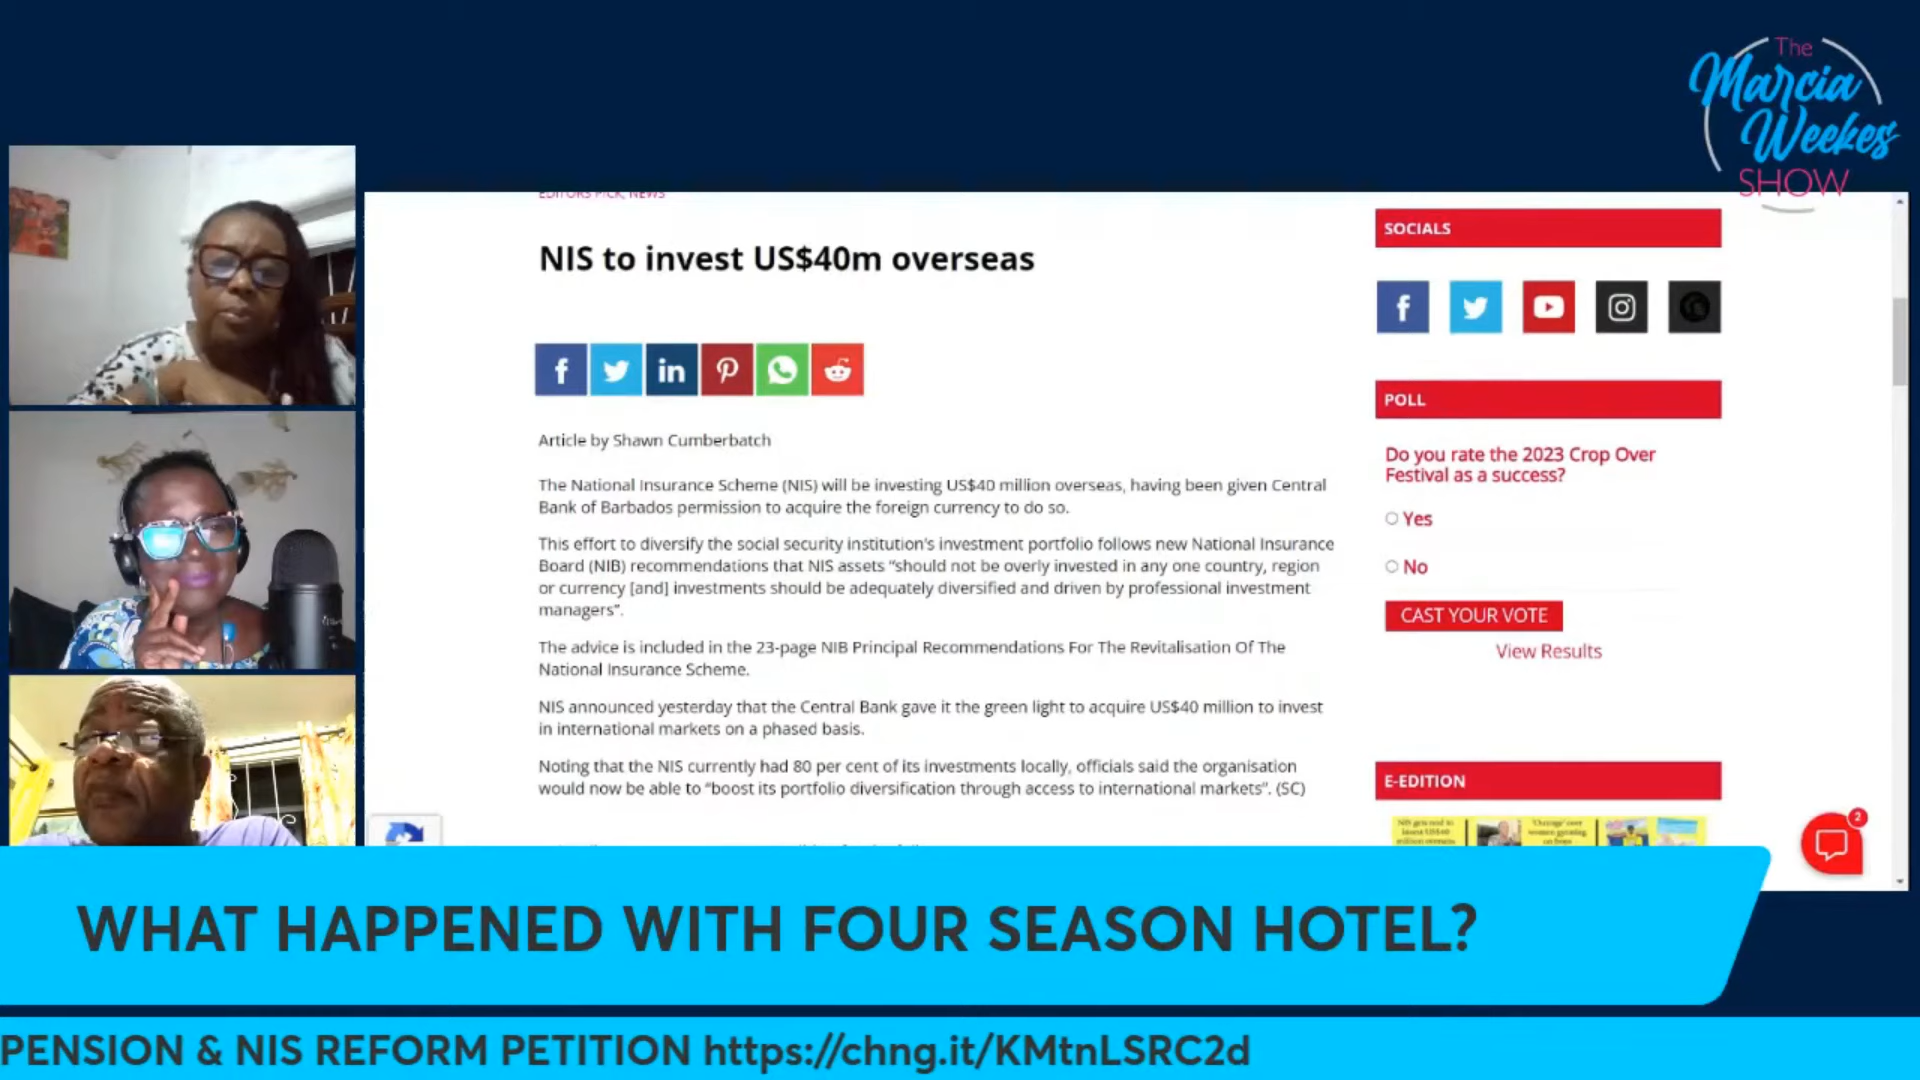 The
Marcia
Weekes
SHOW
EDITORS PICK, NEWS
NIS to invest US$40m overseas
Article by Shawn Cumberbatch
The National Insurance Scheme (NIS) will be investing US$40 million overseas, having been given Central
Bank of Barbados permission to acquire the foreign currency to do so.
This effort to diversify the social security institution's investment portfolio follows new National Insurance
Board (NIB) recommendations that NIS assets "should not be overly invested in any one country, region
or currency [and] investments should be adequately diversified and driven by professional investment
managers".
The advice is included in the 23-page NIB Principal Recommendations For The Revitalisation Of The
National Insurance Scheme.
NIS announced yesterday that the Central Bank gave it the green light to acquire US$40 million to invest
in international markets on a phased basis.
Noting that the NIS currently had 80 per cent of its investments locally, officials said the organisation
would now be able to "boost its portfolio diversification through access to international markets". (SC)
SOCIALS
POLL
Do you rate the 2023 Crop Over
Festival as a success?
Yes
No
CAST YOUR VOTE
View Results
E-EDITION
2
WHAT HAPPENED WITH FOUR SEASON HOTEL?
PENSION & NIS REFORM PETITION https://chng.it/KMtnLSRC2d